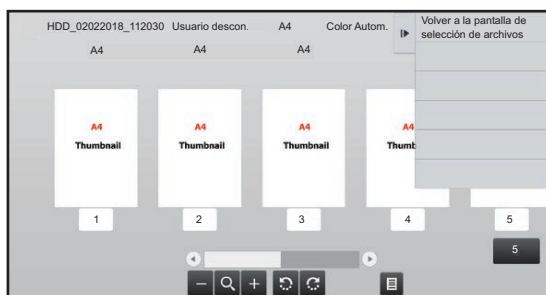 HDD_02022018_112030 Usuario descon. A4 Color Autom.
Volver a la pantalla de
selección de archivos
A4 A4 A4
A4 A4 A4 A4
Thumbnail Thumbnail Thumbnail Thumb
1 2 3 4 5
5